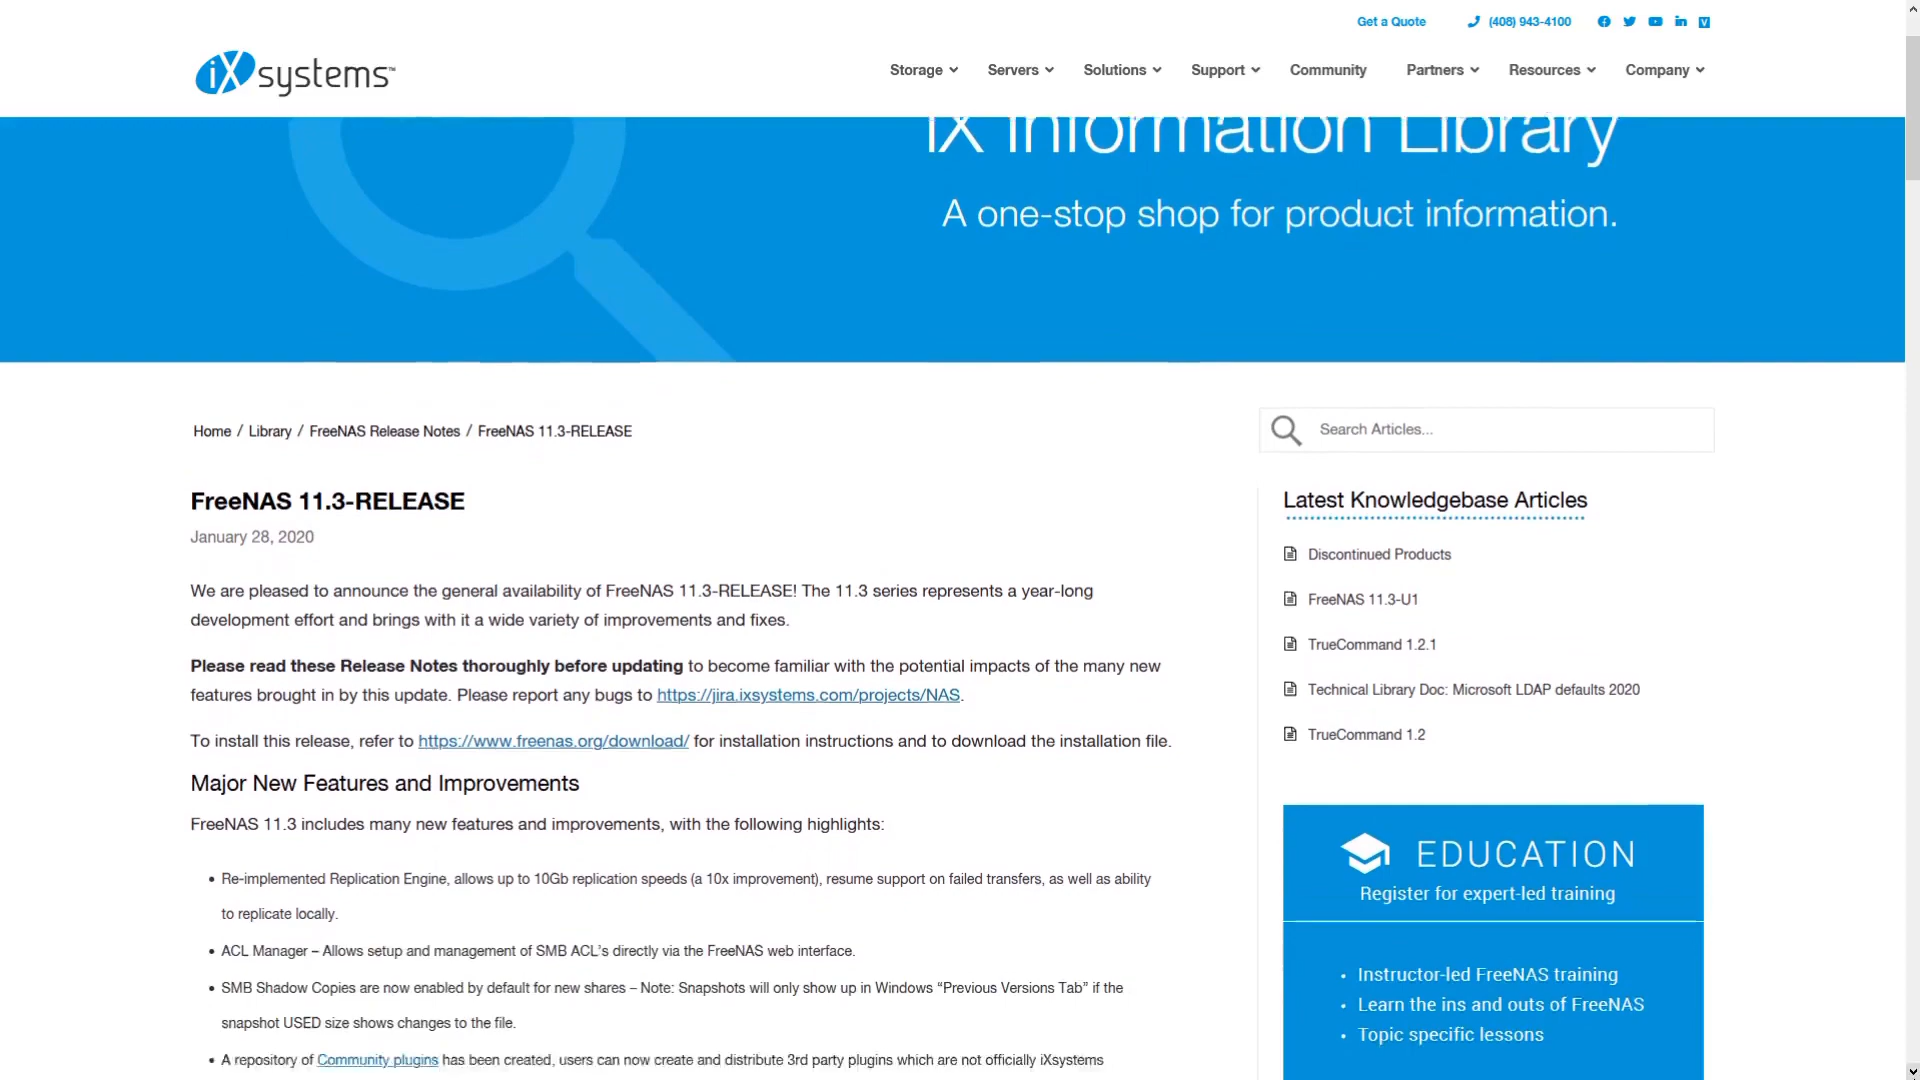 Get a Quote (408) 943-4100
iXsystems™
Storage Servers Solutions Support Community Partners Resources Company
iX Information Library
A one-stop shop for product information.
Home / Library / FreeNAS Release Notes / FreeNAS 11.3-RELEASE
Search Articles...
FreeNAS 11.3-RELEASE
January 28, 2020
We are pleased to announce the general availability of FreeNAS 11.3-RELEASE! The 11.3 series represents a year-long
development effort and brings with it a wide variety of improvements and fixes.
Please read these Release Notes thoroughly before updating to become familiar with the potential impacts of the many new
features brought in by this update. Please report any bugs to https://jira.ixsystems.com/projects/NAS.
To install this release, refer to https://www.freenas.org/download/ for installation instructions and to download the installation file.
Major New Features and Improvements
FreeNAS 11.3 includes many new features and improvements, with the following highlights:
• Re-implemented Replication Engine, allows up to 10Gb replication speeds (a 10x improvement), resume support on failed transfers, as well as ability
to replicate locally.
• ACL Manager – Allows setup and management of SMB ACL’s directly via the FreeNAS web interface.
• SMB Shadow Copies are now enabled by default for new shares – Note: Snapshots will only show up in Windows “Previous Versions Tab” if the
snapshot USED size shows changes to the file.
• A repository of Community plugins has been created, users can now create and distribute 3rd party plugins which are not officially iXsystems
Latest Knowledgebase Articles
Discontinued Products
FreeNAS 11.3-U1
TrueCommand 1.2.1
Technical Library Doc: Microsoft LDAP defaults 2020
TrueCommand 1.2
EDUCATION
Register for expert-led training
• Instructor-led FreeNAS training
• Learn the ins and outs of FreeNAS
• Topic specific lessons